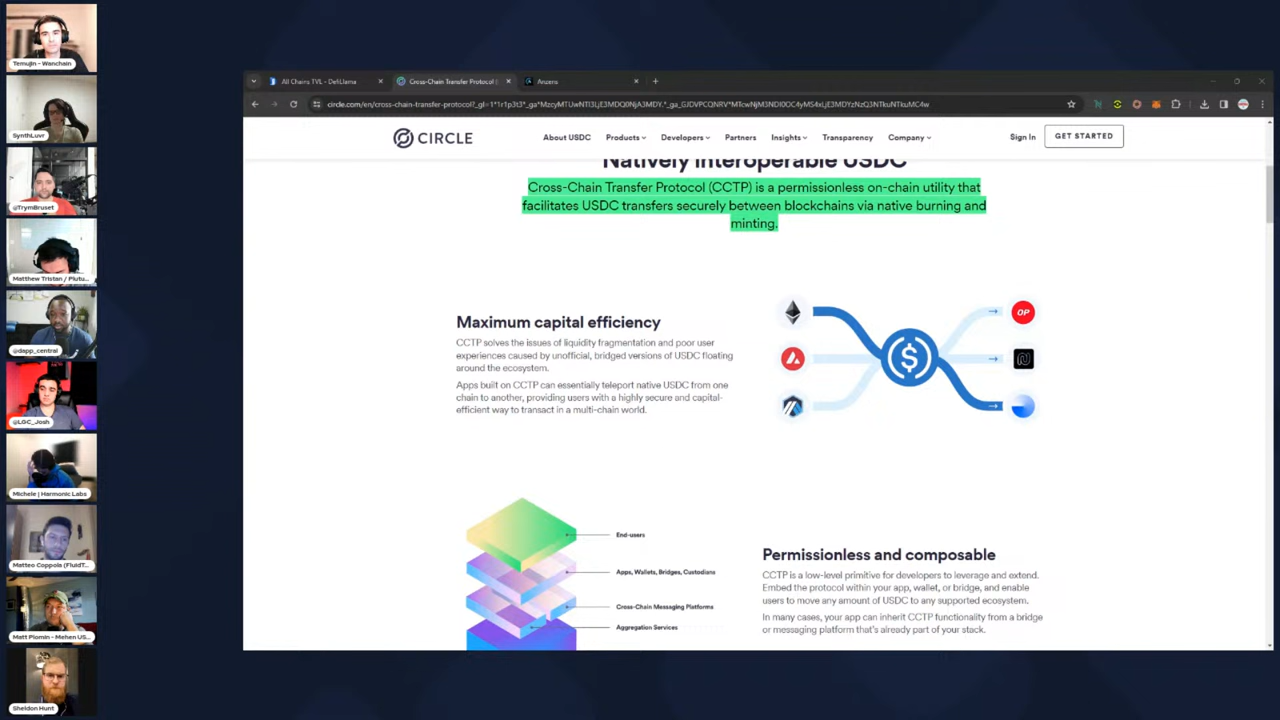 Temujin - Wanchain
SynthLuvr
@TrymBruset
Matthew Tristan / Plutu...
@dapp_central
@LGC_Josh
Michele | Harmonic Labs
Matteo Coppola (FluidT...
Matt Plomin - Mehen US...
Sheldon Hunt
All Chains TVL - DefiLlama
Cross-Chain Transfer Protocol (
Anzens
CIRCLE
About USDC
Products
Developers
Partners
Insights
Transparency
Company
Sign In
GET STARTED
Natively interoperable USDC
Cross-Chain Transfer Protocol (CCTP) is a permissionless on-chain utility that
facilitates USDC transfers securely between blockchains via native burning and
minting.
Maximum capital efficiency
CCTP solves the issues of liquidity fragmentation and poor user
experiences caused by unofficial, bridged versions of USDC floating
around the ecosystem.
Apps built on CCTP can essentially teleport native USDC from one
chain to another, providing users with a highly secure and capital-
efficient way to transact in a multi-chain world.
OP
End-users
Apps, Wallets, Bridges, Custodians
Cross-Chain Messaging Platforms
Aggregation Services
Permissionless and composable
CCTP is a low-level primitive for developers to leverage and extend.
Embed the protocol within your app, wallet, or bridge, and enable
users to move any amount of USDC to any supported ecosystem.
In many cases, your app can inherit CCTP functionality from a bridge
or messaging platform that's already part of your stack.